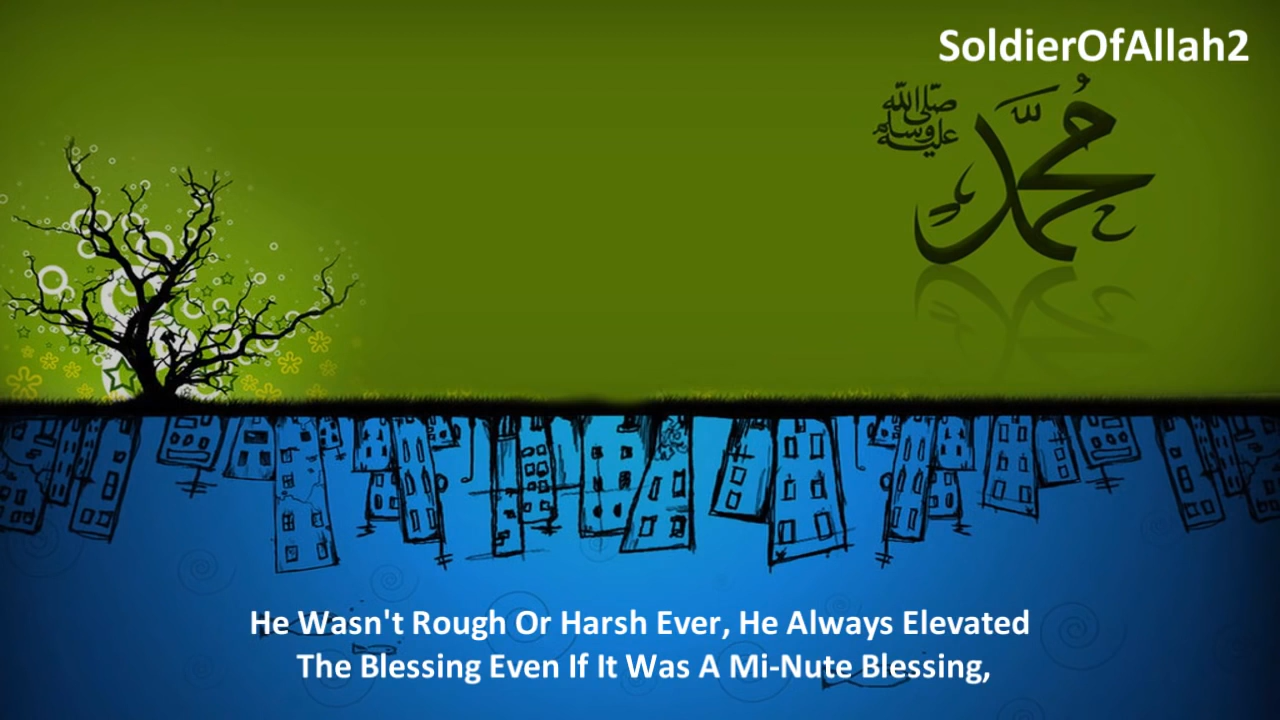 SoldierOfAllah2
محمد
صلى الله
عليه وسلم
He Wasn't Rough Or Harsh Ever, He Always Elevated
The Blessing Even If It Was A Mi-Nute Blessing,